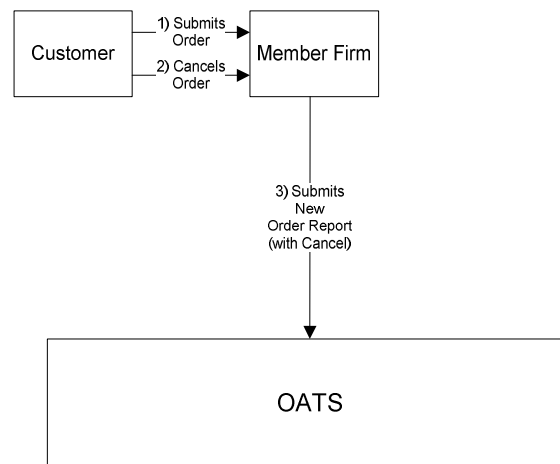 Customer
1) Submits
Order
2) Cancels
Order
Member Firm
3) Submits
New
Order Report
(with Cancel)
OATS